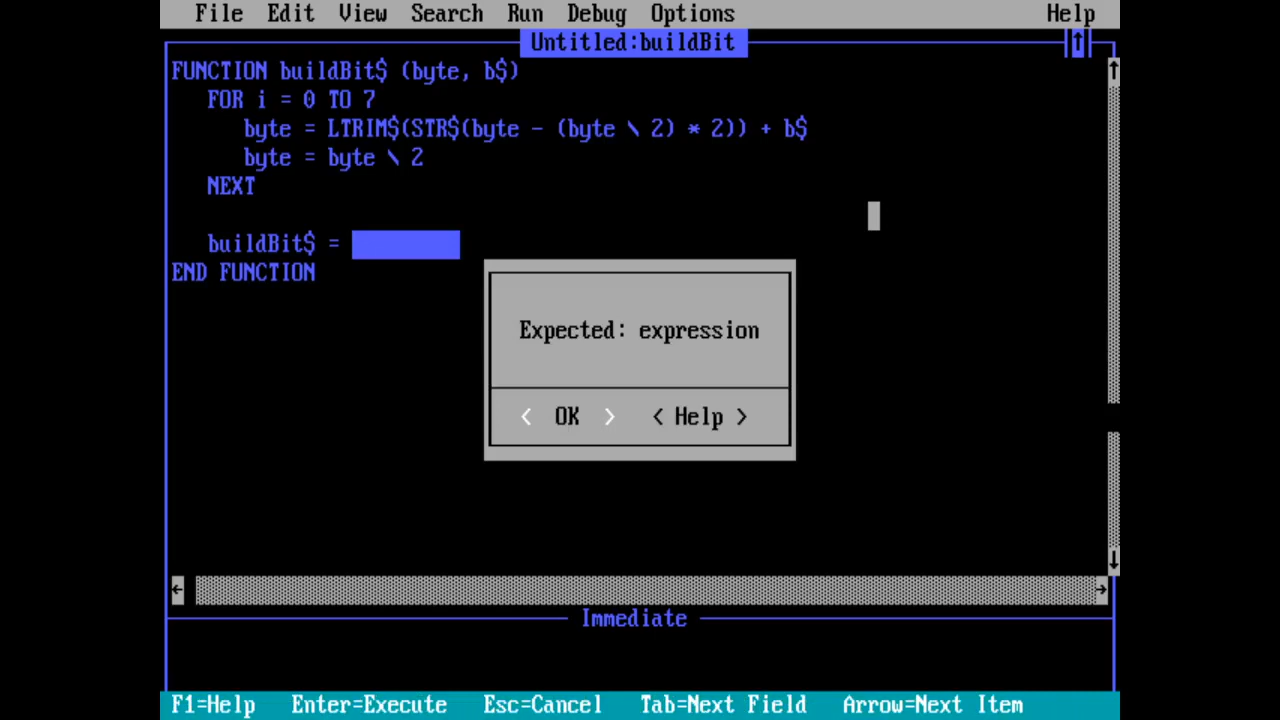 File Edit View Search Run Debug Options Help
Untitled:buildBit
FUNCTION buildBit$ (byte, b$)
FOR i = 0 TO 7
byte = LTRIM$(STR$(byte - (byte \ 2) * 2)) + b$
byte = byte \ 2
NEXT
buildBit$ =
END FUNCTION
Expected: expression
< OK > < Help >
Immediate
F1=Help Enter=Execute Esc=Cancel Tab=Next Field Arrow=Next Item